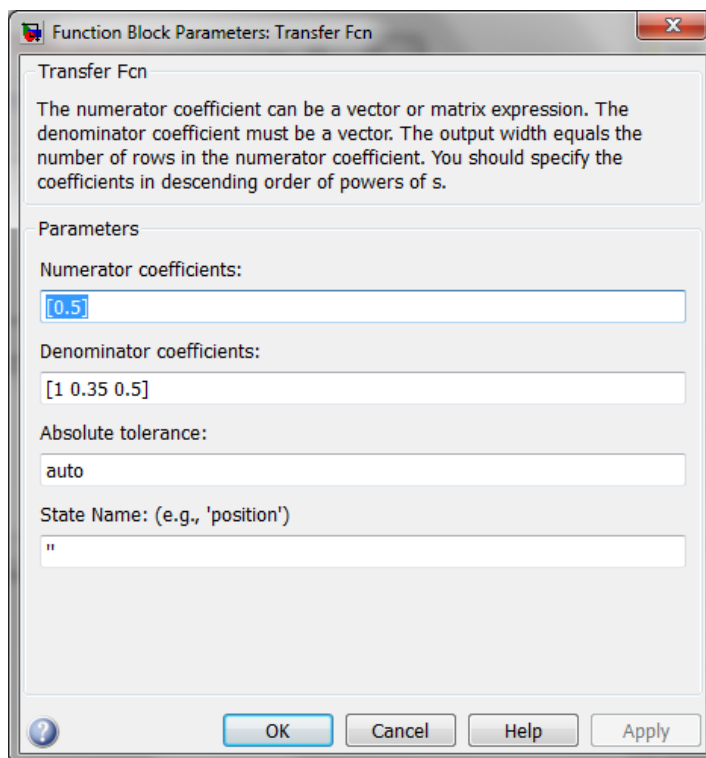 Function Block Parameters: Transfer Fcn
Transfer Fcn
The numerator coefficient can be a vector or matrix expression. The
denominator coefficient must be a vector. The output width equals the
number of rows in the numerator coefficient. You should specify the
coefficients in descending order of powers of s.
Parameters
Numerator coefficients:
[0.5]
Denominator coefficients:
[1 0.35 0.5]
Absolute tolerance:
auto
State Name: (e.g., 'position')
''
OK Cancel Help Apply